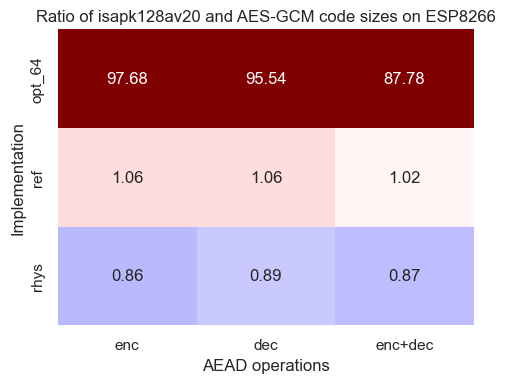 Ratio of isapk128av20 and AES-GCM code sizes on ESP8266
Implementation
opt_64
97.68 95.54 87.78
ref
1.06 1.06 1.02
rhys
0.86 0.89 0.87
enc dec enc+dec
AEAD operations